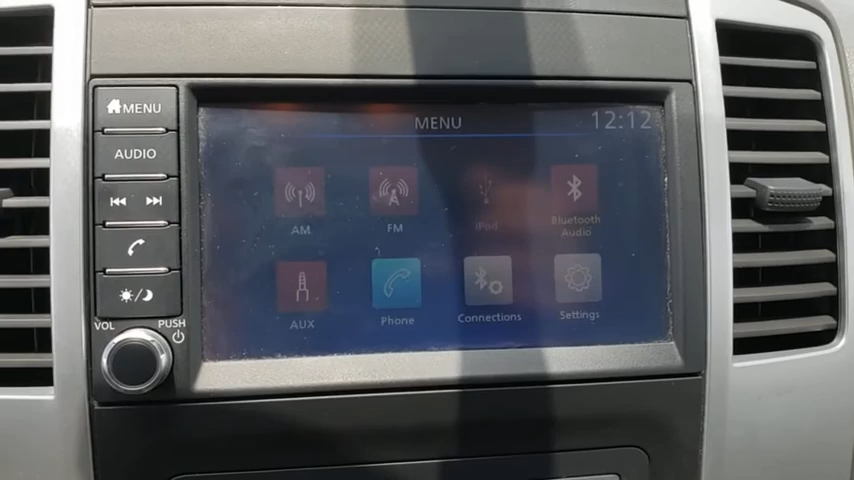 MENU
AUDIO
VOL
PUSH
MENU
12:12
AM
FM
iPod
Bluetooth
Audio
AUX
Phone
Connections
Settings